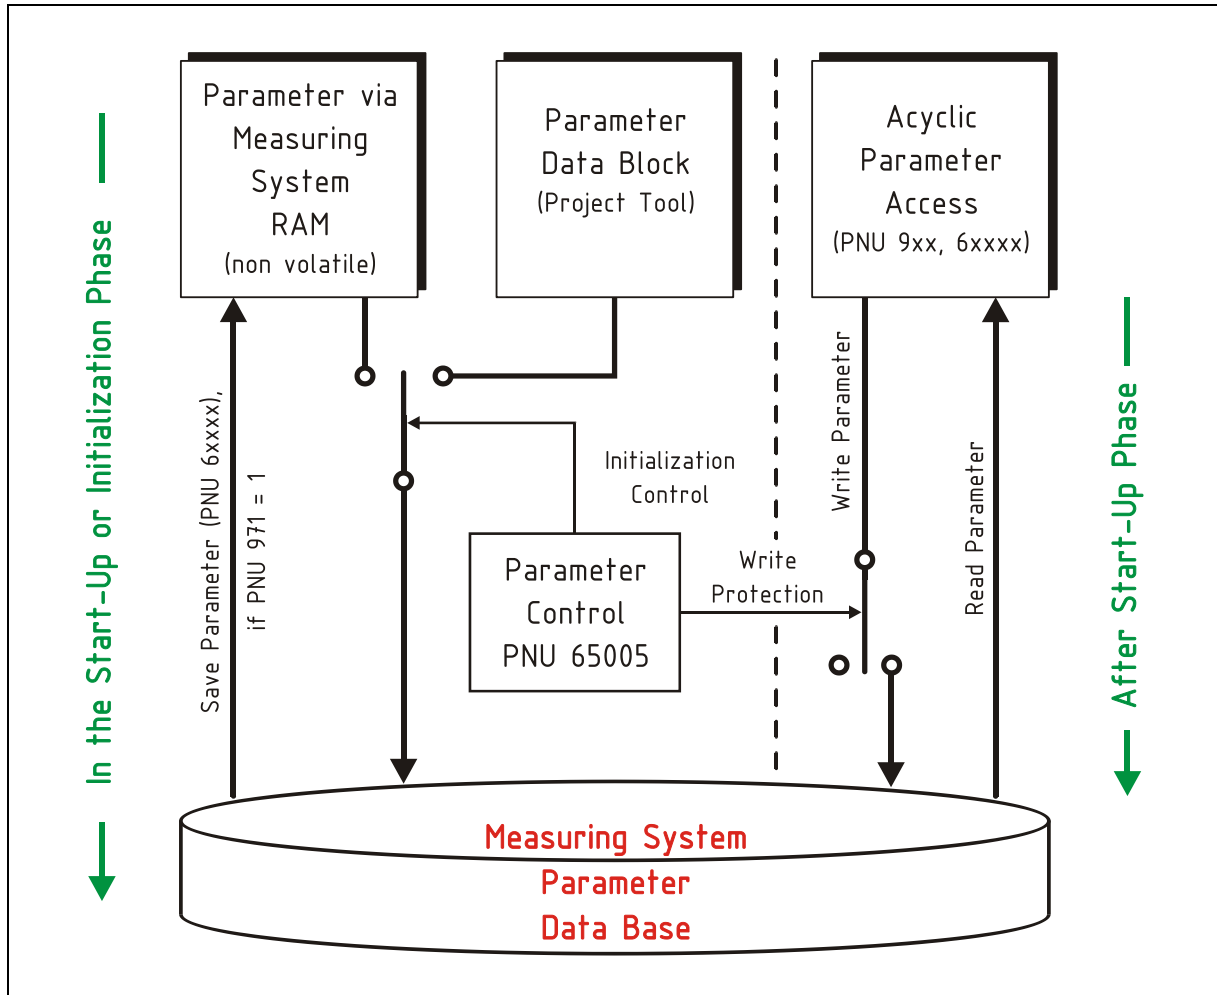 Parameter via
Measuring
System
RAM
(non volatile)
Parameter
Data Block
(Project Tool)
Acyclic
Parameter
Access
(PNU 9xx, 6xxxx)
In the Start-Up or Initialization Phase
Save Parameter (PNU 6xxxx),
if PNU 971 = 1
Initialization
Control
Parameter
Control
PNU 65005
Write
Protection
Write Parameter
Read Parameter
After Start-Up Phase
Measuring System
Parameter
Data Base